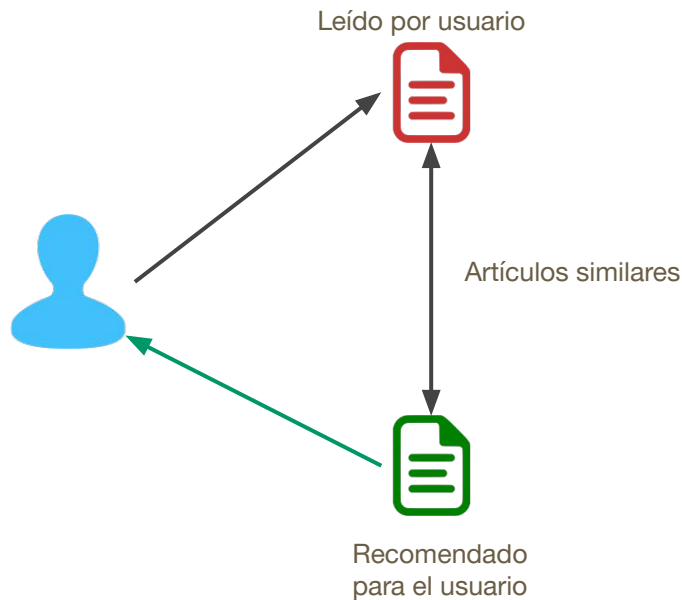 Leído por usuario
Artículos similares
Recomendado
para el usuario